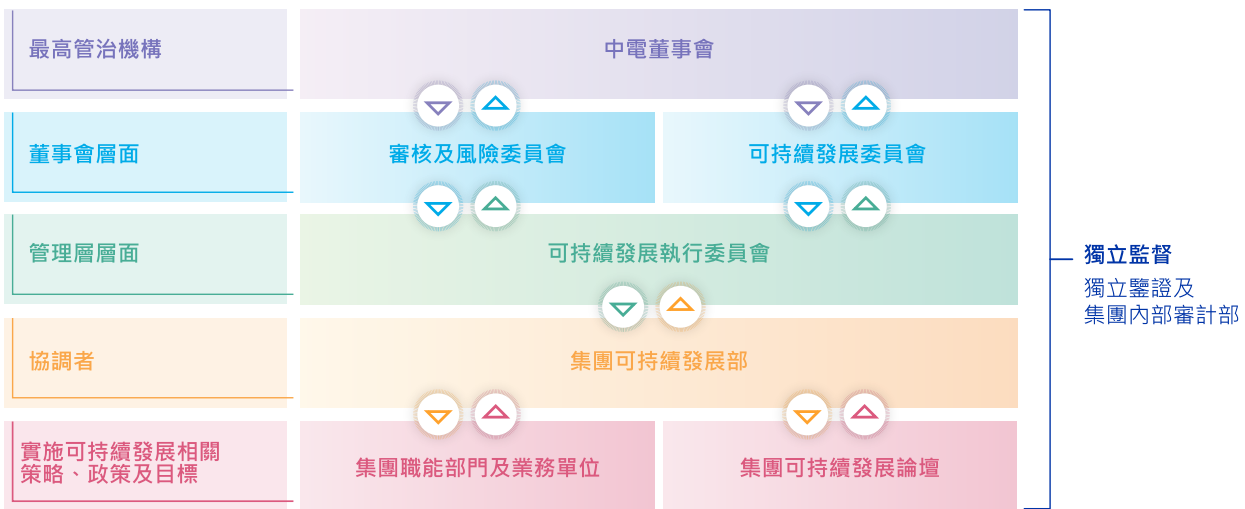 最高管治機構
中電董事會
董事會層面
審核及風險委員會
可持續發展委員會
管理層層面
可持續發展執行委員會
協調者
集團可持續發展部
實施可持續發展相關
策略、政策及目標
集團職能部門及業務單位
集團可持續發展論壇
獨立監督
獨立鑒證及
集團內部審計部